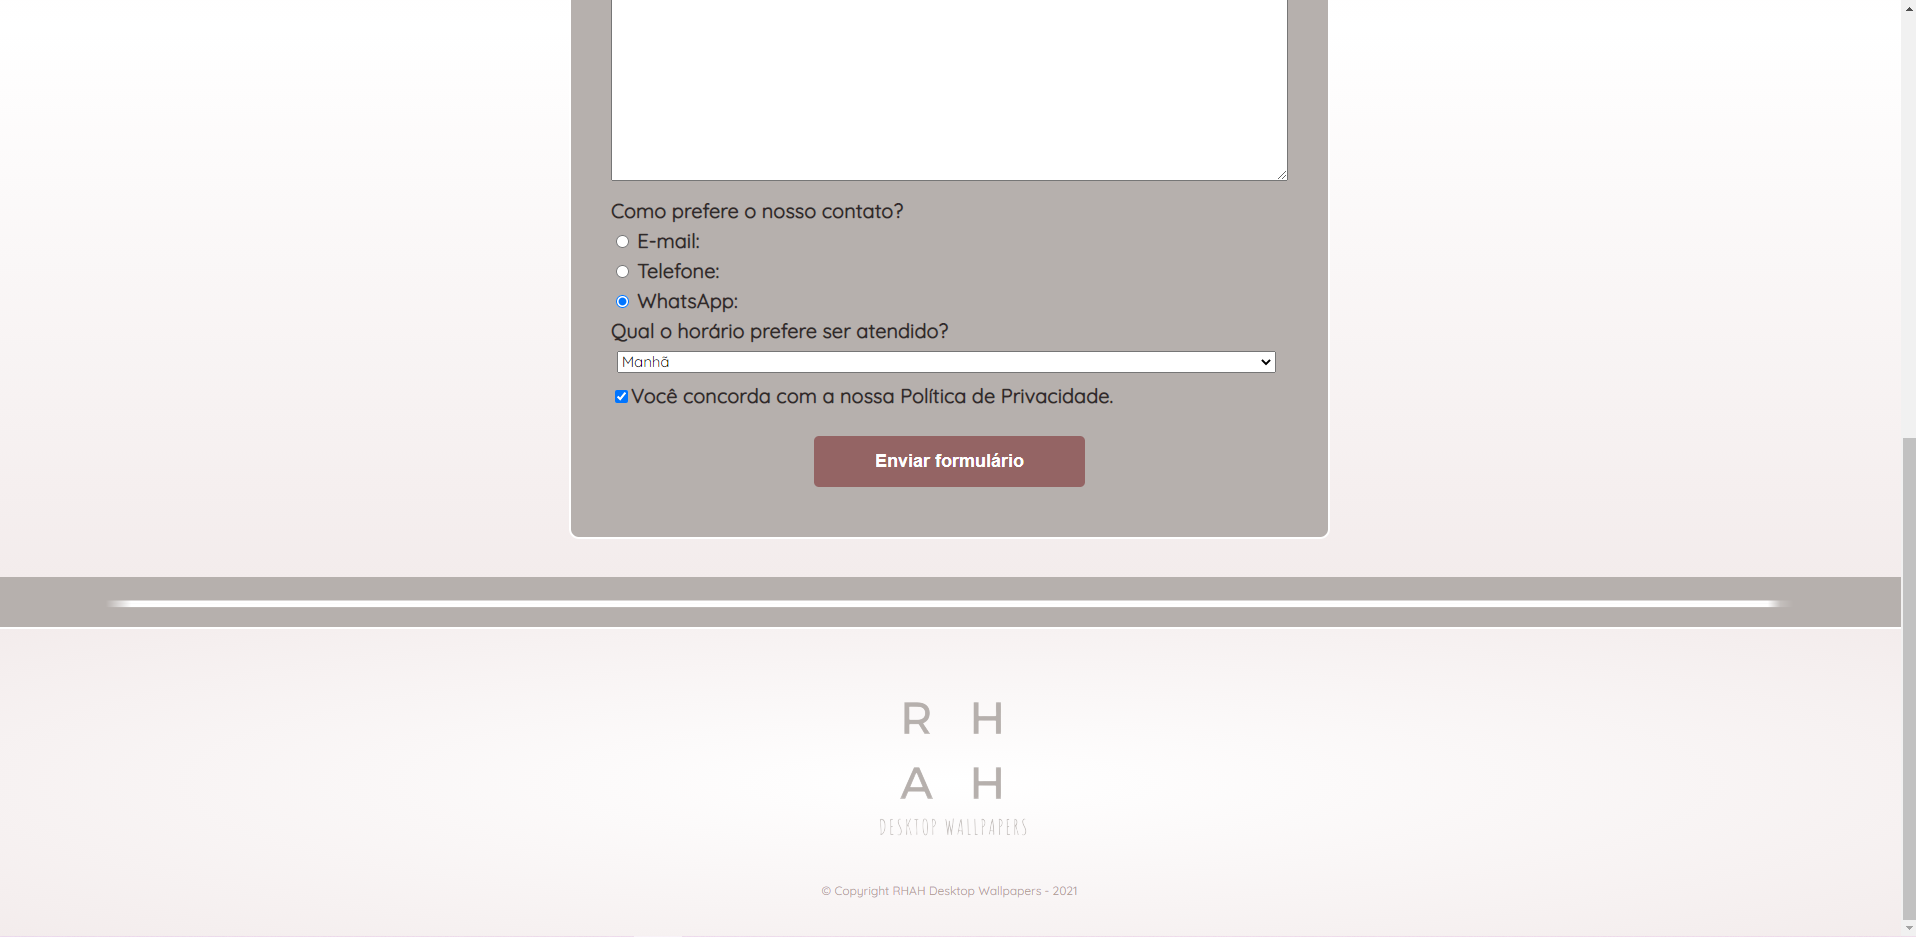 Como prefere o nosso contato?
E-mail:
Telefone:
WhatsApp:
Qual o horário prefere ser atendido?
Manhã
Você concorda com a nossa Política de Privacidade.
Enviar formulário
R H
A H
DESKTOP WALLPAPERS
© Copyright RHAH Desktop Wallpapers - 2021